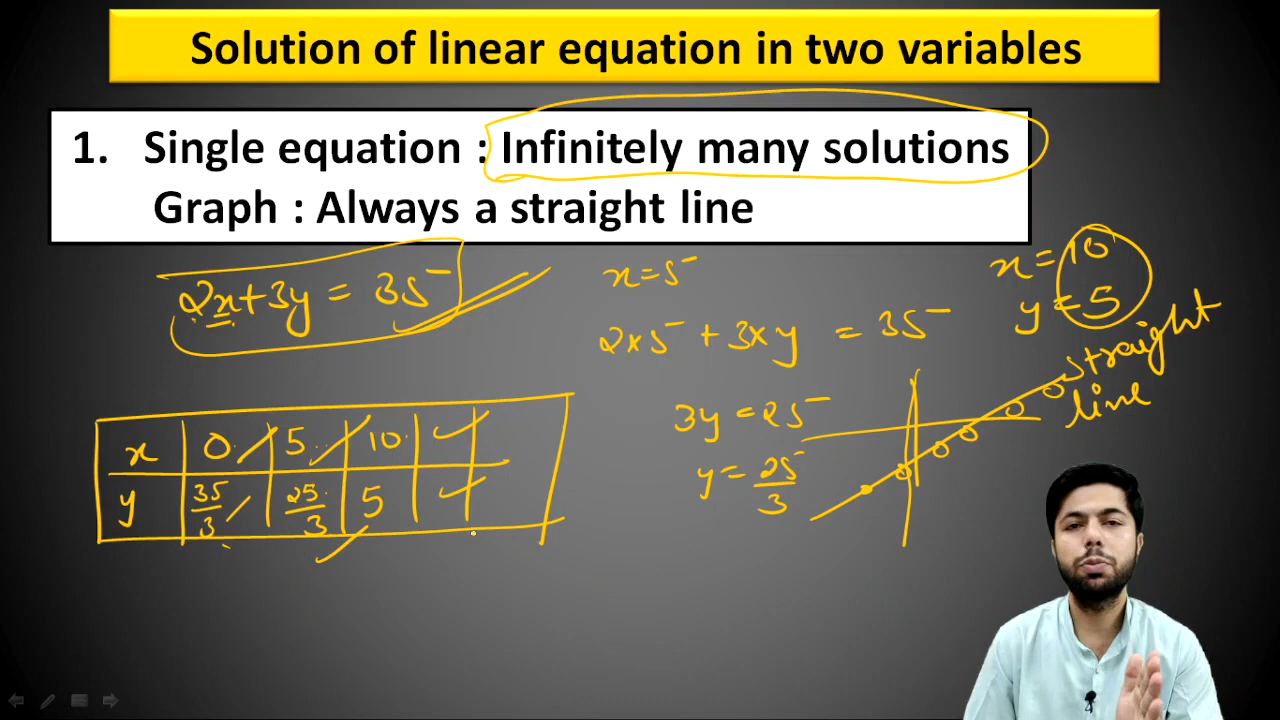 Solution of linear equation in two variables
1. Single equation : Infinitely many solutions
Graph : Always a straight line
2x+3y = 35
x=5
2×5 + 3×y = 35
3y = 25
y = 25/3
x = 10
y = 5
straight
line
x 0 5 10
y 35/3 25/3 5